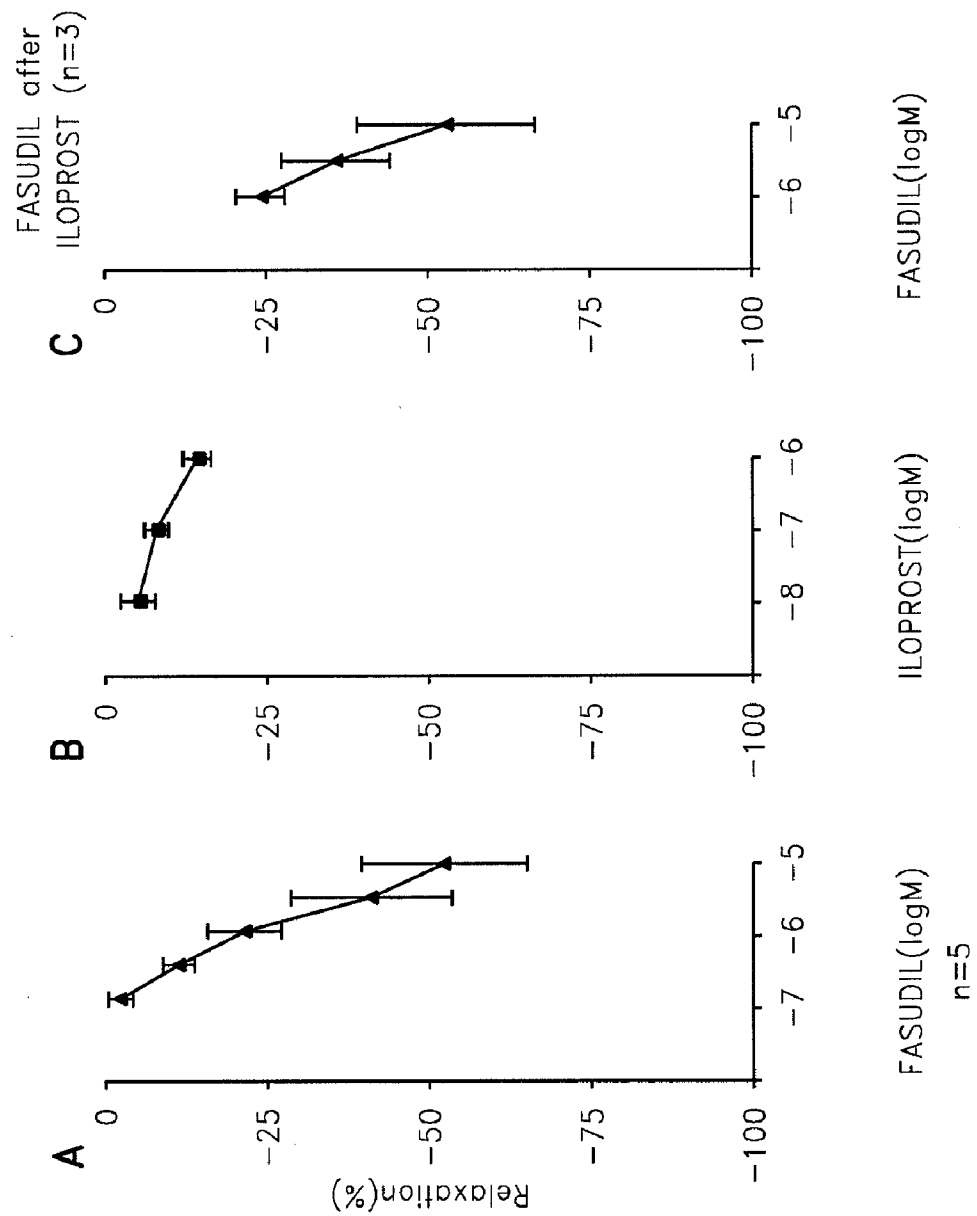 A
Relaxation(%)
0
-25
-50
-75
-100
-7 -6 -5
FASUDIL(logM)
n=5
B
0
-25
-50
-75
-100
-8 -7 -6
ILOPROST(logM)
C
FASUDIL after
ILOPROST (n=3)
0
-25
-50
-75
-100
-6 -5
FASUDIL(logM)